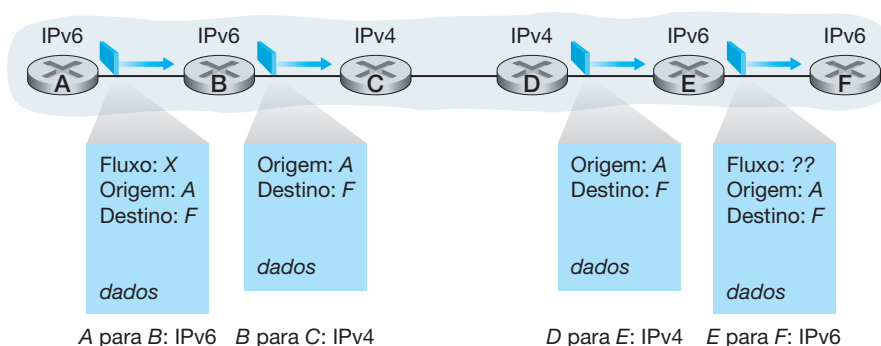 IPv6
IPv6
IPv4
IPv4
IPv6
IPv6
A
B
C
D
E
F
Fluxo: X
Origem: A
Destino: F
dados
Origem: A
Destino: F
dados
Origem: A
Destino: F
dados
Fluxo: ??
Origem: A
Destino: F
dados
A para B: IPv6
B para C: IPv4
D para E: IPv4
E para F: IPv6